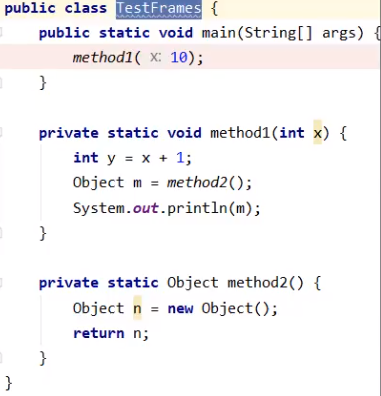 public class TestFrames {
    public static void main(String[] args) {
        method1( x: 10);
    }

    private static void method1(int x) {
        int y = x + 1;
        Object m = method2();
        System.out.println(m);
    }

    private static Object method2() {
        Object n = new Object();
        return n;
    }
}